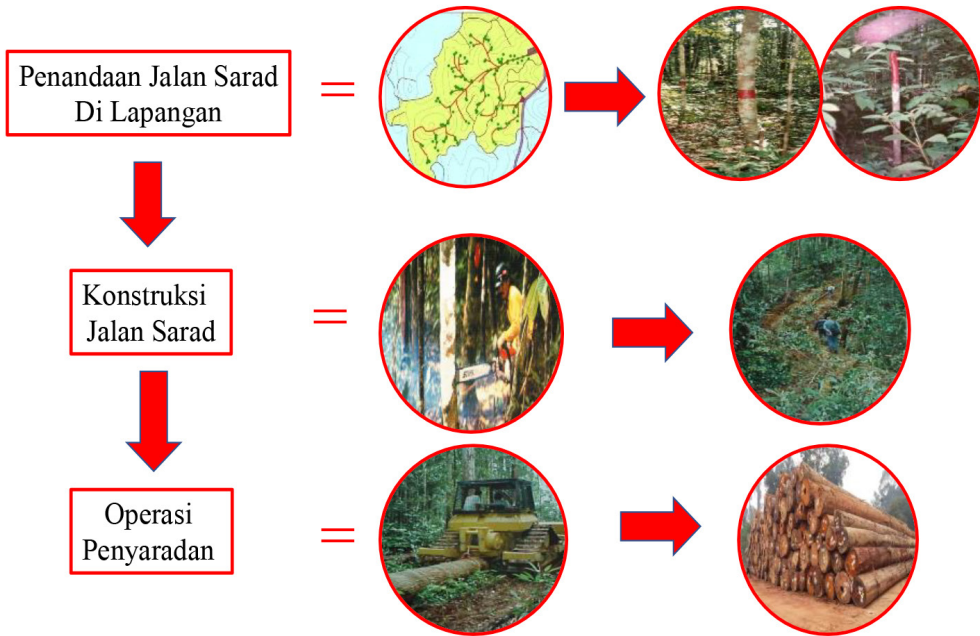 Penandaan Jalan Sarad
Di Lapangan
Konstruksi
Jalan Sarad
Operasi
Penyaradan